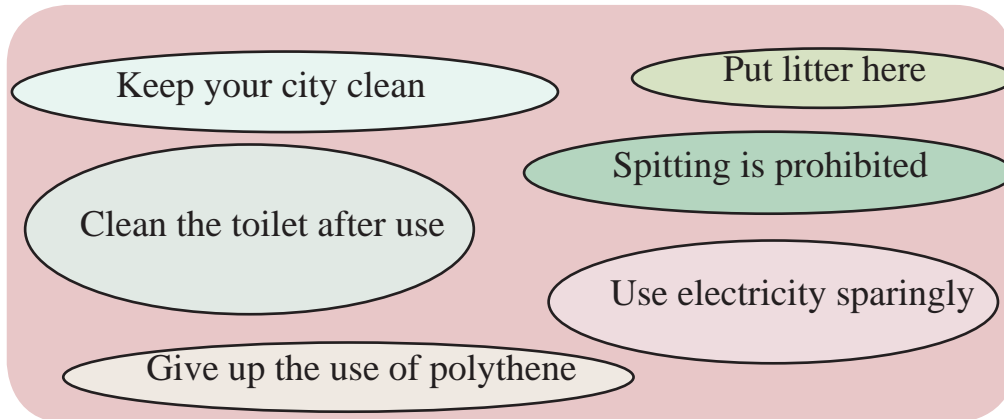 Keep your city clean
Put litter here
Clean the toilet after use
Spitting is prohibited
Use electricity sparingly
Give up the use of polythene